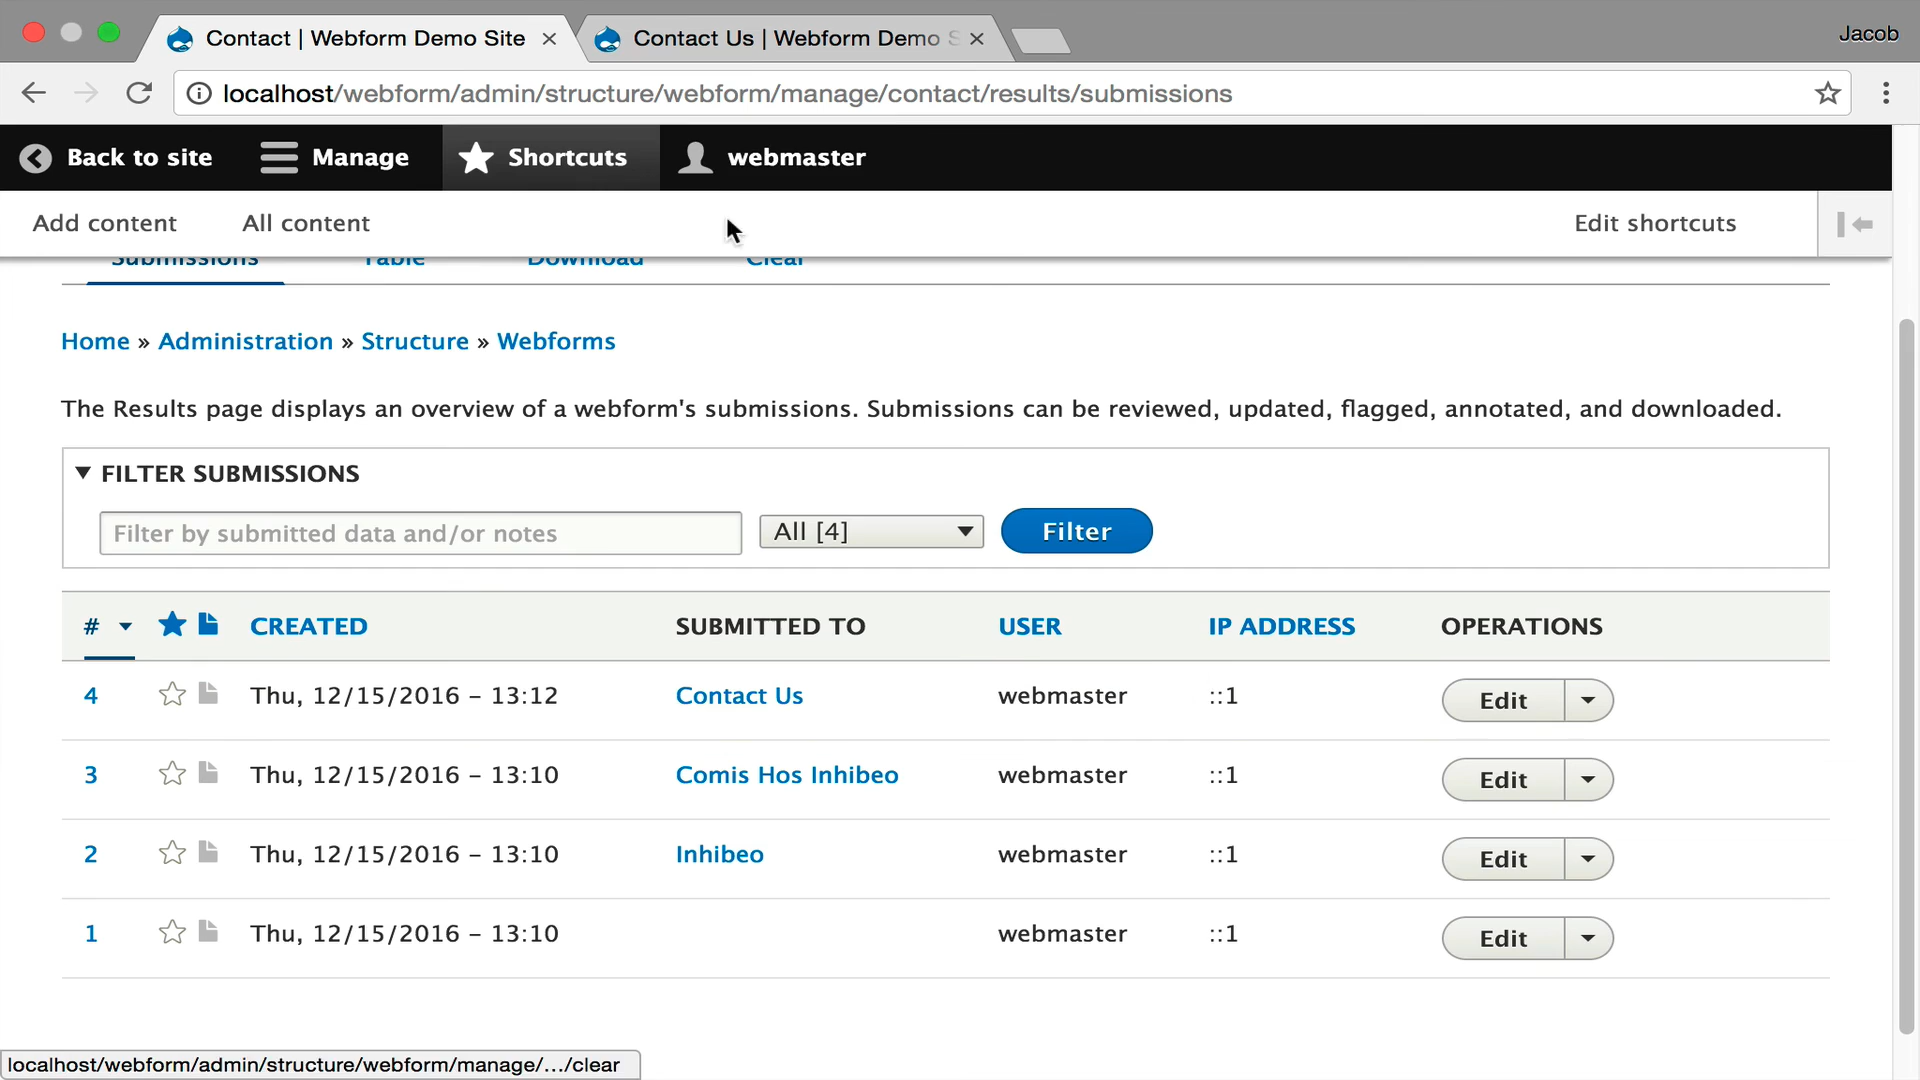 Contact | Webform Demo Site
Contact Us | Webform Demo S
Jacob
localhost/webform/admin/structure/webform/manage/contact/results/submissions
Back to site Manage Shortcuts webmaster
Add content All content Edit shortcuts
Submissions Table Download Clear
Home » Administration » Structure » Webforms
The Results page displays an overview of a webform's submissions. Submissions can be reviewed, updated, flagged, annotated, and downloaded.
FILTER SUBMISSIONS
Filter by submitted data and/or notes All [4] Filter
# CREATED SUBMITTED TO USER IP ADDRESS OPERATIONS
4 Thu, 12/15/2016 – 13:12 Contact Us webmaster ::1 Edit
3 Thu, 12/15/2016 – 13:10 Comis Hos Inhibeo webmaster ::1 Edit
2 Thu, 12/15/2016 – 13:10 Inhibeo webmaster ::1 Edit
1 Thu, 12/15/2016 – 13:10 webmaster ::1 Edit
localhost/webform/admin/structure/webform/manage/.../clear